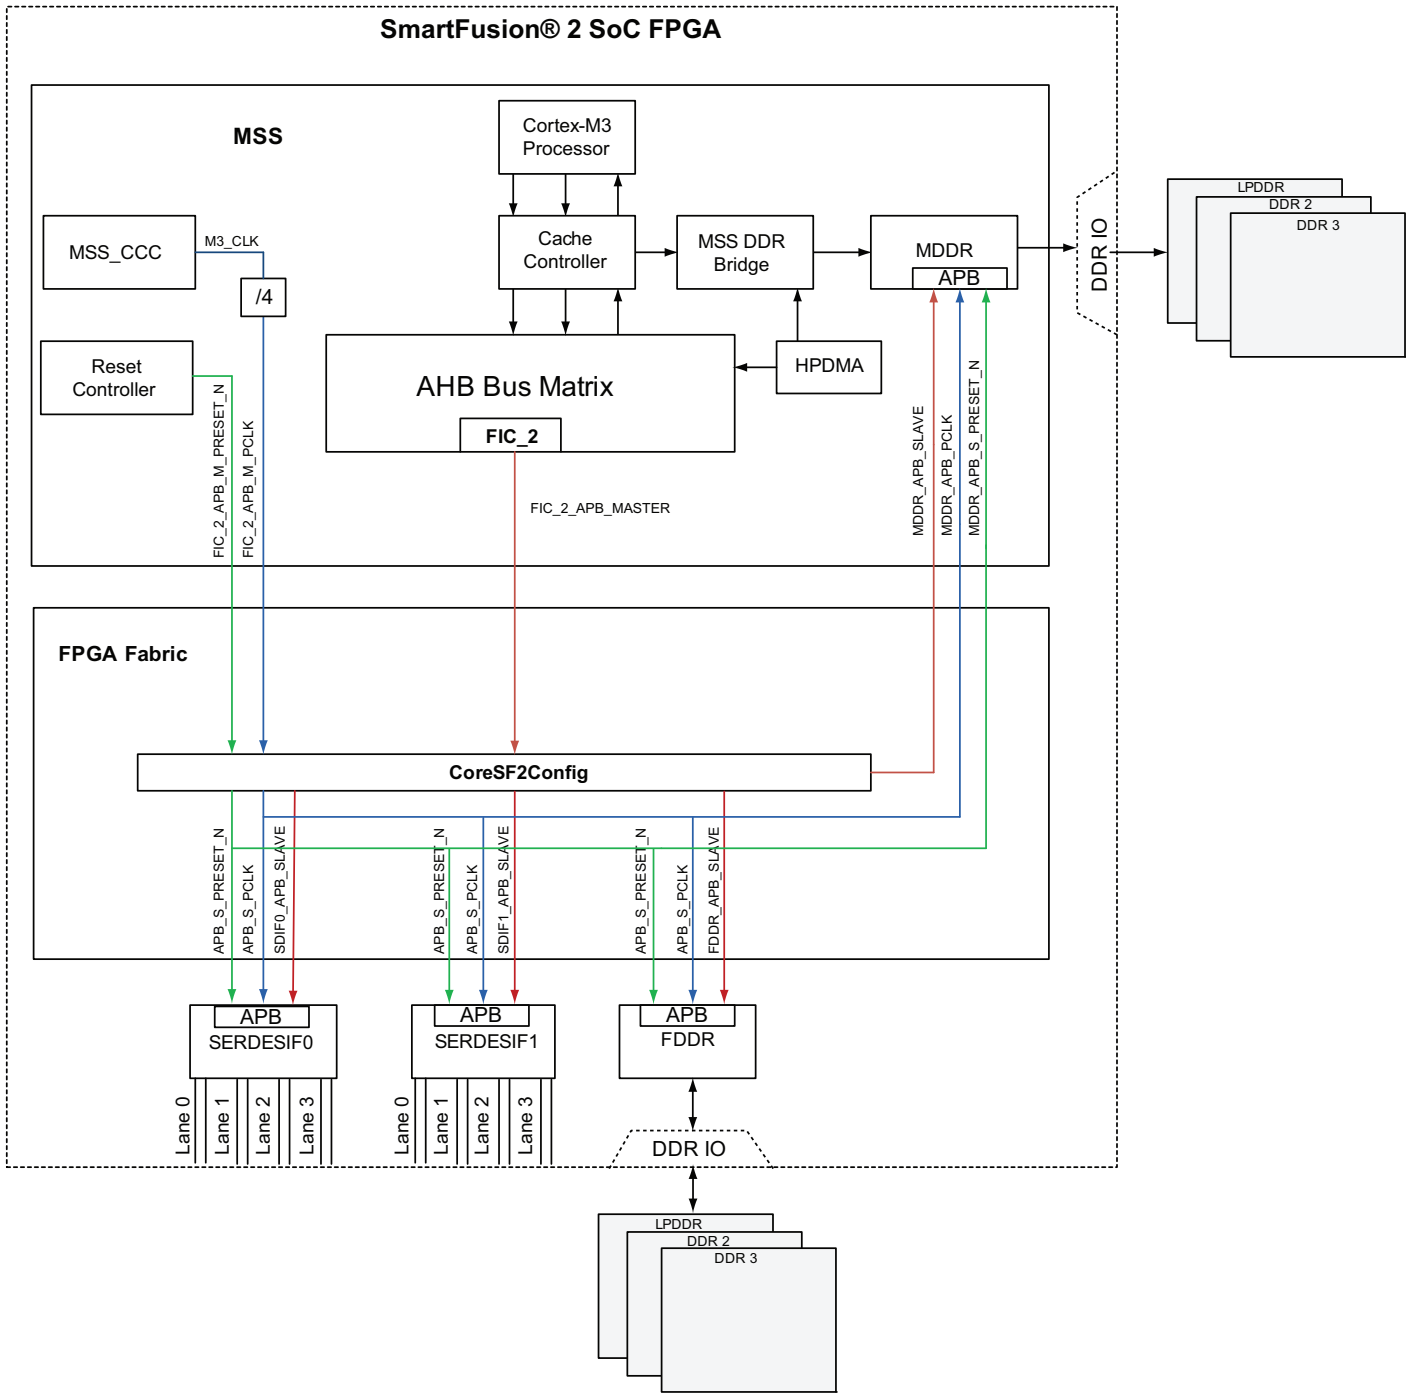 SmartFusion® 2 SoC FPGA
MSS
Cortex-M3
Processor
MSS_CCC
M3_CLK
/4
Cache
Controller
MSS DDR
Bridge
MDDR
APB
DDR IO
LPDDR
DDR 2
DDR 3
Reset
Controller
AHB Bus Matrix
FIC_2
HPDMA
FIC_2_APB_M_PRESET_N
FIC_2_APB_M_PCLK
FIC_2_APB_MASTER
MDDR_APB_SLAVE
MDDR_APB_PCLK
MDDR_APB_S_PRESET_N
FPGA Fabric
CoreSF2Config
APB_S_PRESET_N
APB_S_PCLK
SDIF0_APB_SLAVE
APB_S_PRESET_N
APB_S_PCLK
SDIF1_APB_SLAVE
APB_S_PRESET_N
APB_S_PCLK
FDDR_APB_SLAVE
APB
SERDESIF0
APB
SERDESIF1
APB
FDDR
Lane 0
Lane 1
Lane 2
Lane 3
Lane 0
Lane 1
Lane 2
Lane 3
DDR IO
LPDDR
DDR 2
DDR 3